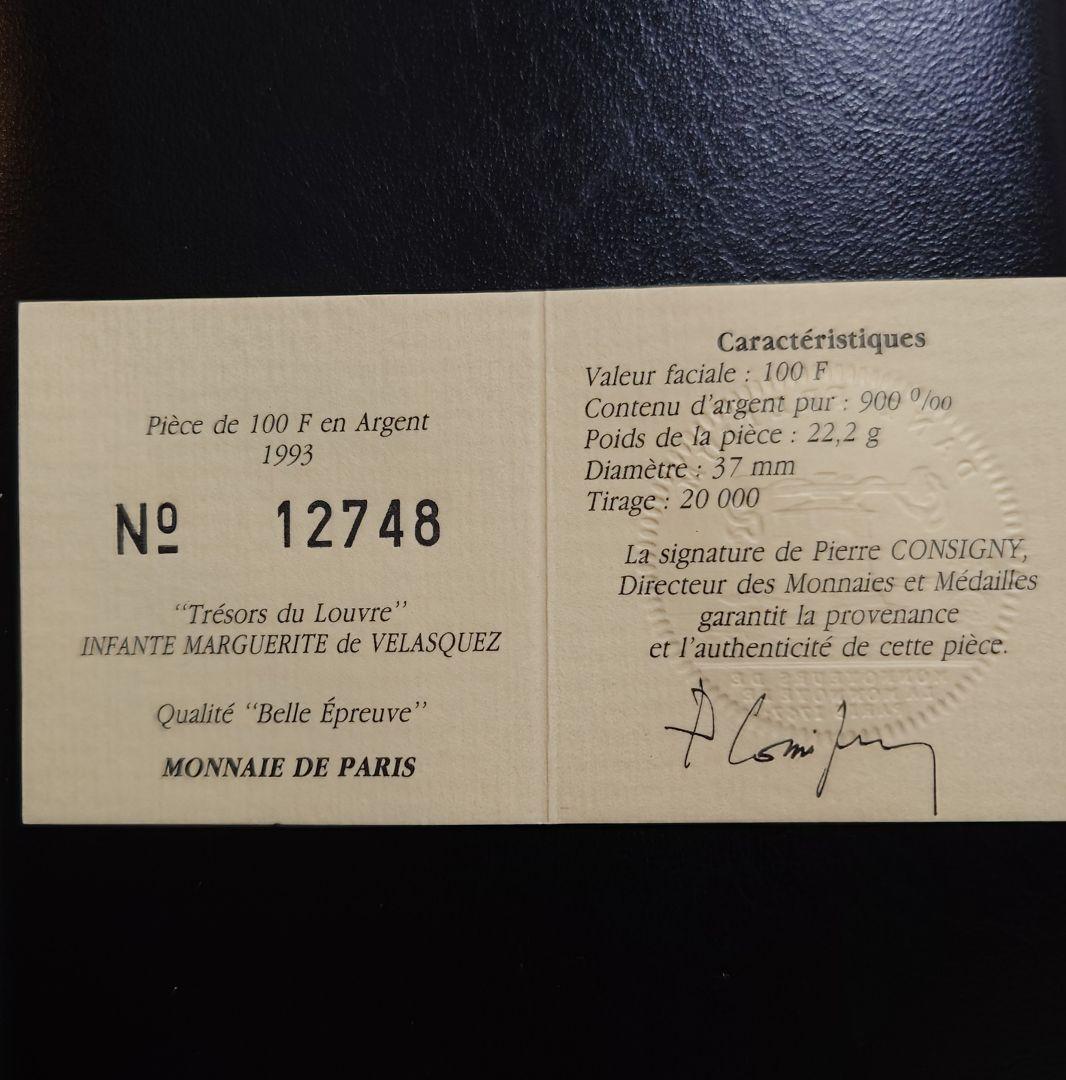 Pièce de 100 F en Argent
1993
Nº 12748
“Trésors du Louvre”
INFANTE MARGUERITE de VELASQUEZ
Qualité “Belle Épreuve”
MONNAIE DE PARIS
Caractéristiques
Valeur faciale : 100 F
Contenu d’argent pur : 900 ⁰/₀₀
Poids de la pièce : 22,2 g
Diamètre : 37 mm
Tirage : 20 000
La signature de Pierre CONSIGNY,
Directeur des Monnaies et Médailles
garantit la provenance
et l’authenticité de cette pièce.
P Consigny